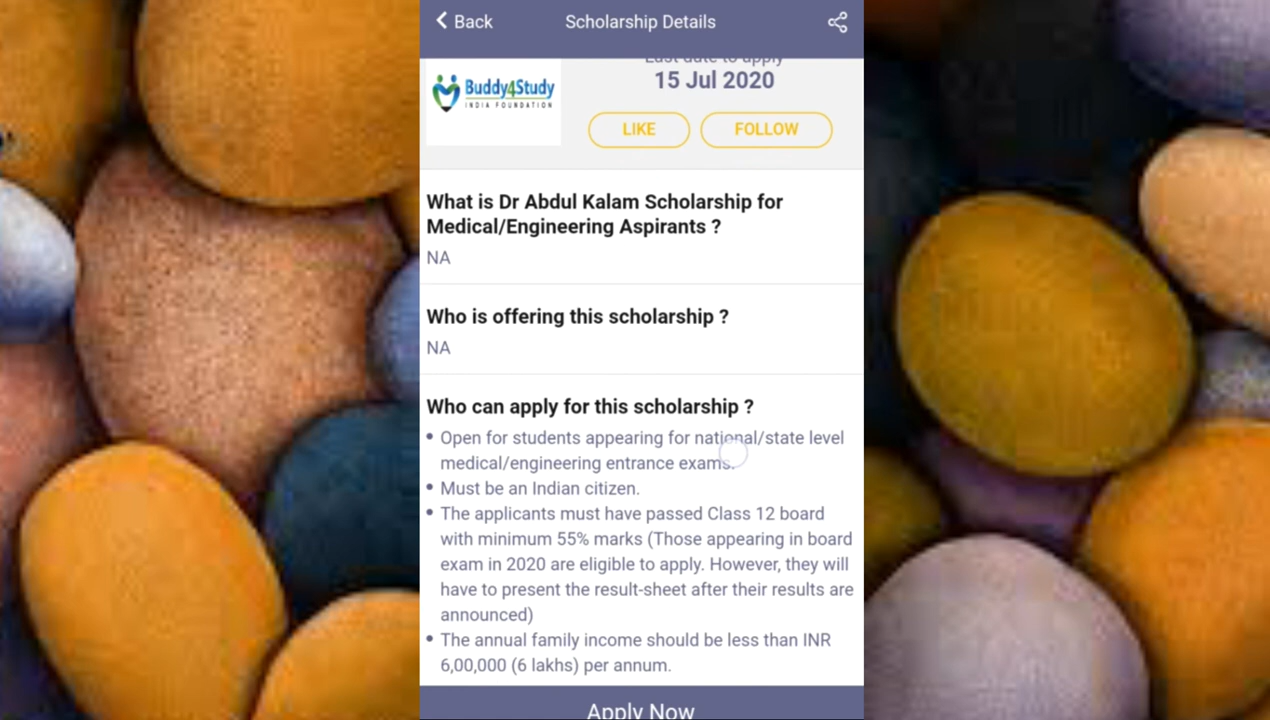 Back
Scholarship Details
Last date to apply
15 Jul 2020
Buddy4Study
INDIA FOUNDATION
LIKE
FOLLOW
What is Dr Abdul Kalam Scholarship for
Medical/Engineering Aspirants ?
NA
Who is offering this scholarship ?
NA
Who can apply for this scholarship ?
• Open for students appearing for national/state level
medical/engineering entrance exams.
• Must be an Indian citizen.
• The applicants must have passed Class 12 board
with minimum 55% marks (Those appearing in board
exam in 2020 are eligible to apply. However, they will
have to present the result-sheet after their results are
announced)
• The annual family income should be less than INR
6,00,000 (6 lakhs) per annum.
Apply Now